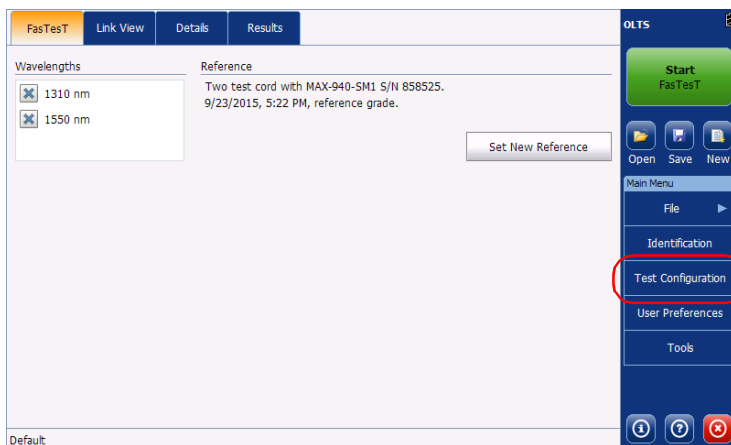 FasTesT
Link View
Details
Results
OLTS
Wavelengths
1310 nm
1550 nm
Reference
Two test cord with MAX-940-SM1 S/N 858525.
9/23/2015, 5:22 PM, reference grade.
Set New Reference
Start
FasTesT
Open Save New
Main Menu
File
Identification
Test Configuration
User Preferences
Tools
Default